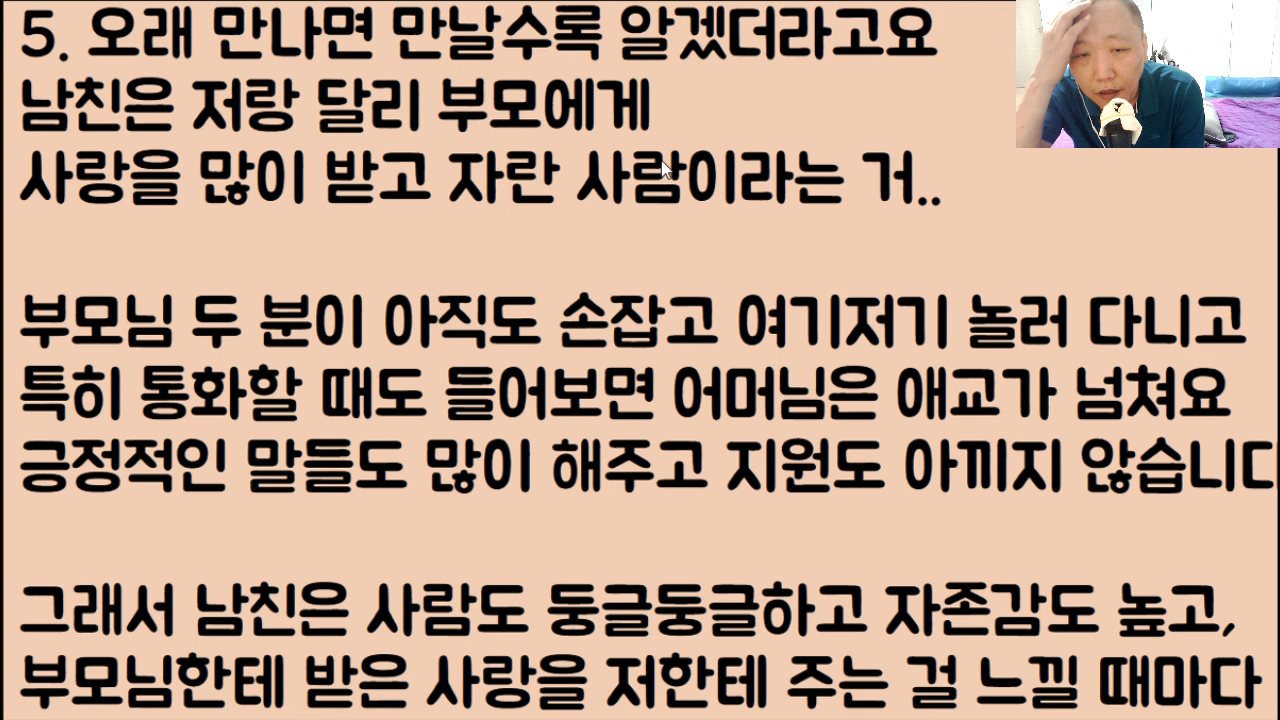 5. 오래 만나면 만날수록 알겠더라고요
남친은 저랑 달리 부모에게
사랑을 많이 받고 자란 사람이라는 거..
부모님 두 분이 아직도 손잡고 여기저기 놀러 다니고
특히 통화할 때도 들어보면 어머님은 애교가 넘쳐요
긍정적인 말들도 많이 해주고 지원도 아끼지 않습니다
그래서 남친은 사람도 둥글둥글하고 자존감도 높고,
부모님한테 받은 사랑을 저한테 주는 걸 느낄 때마다